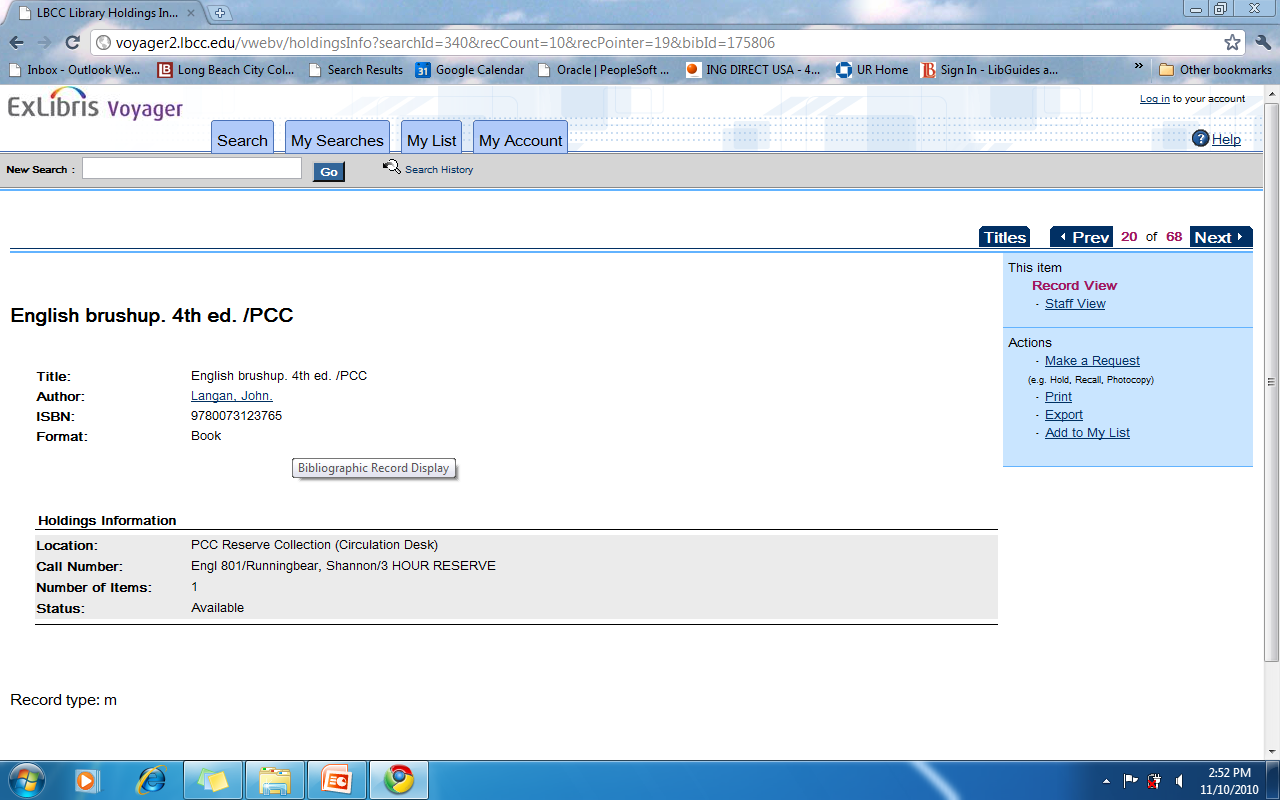 LBCC Library Holdings In...
voyager2.lbcc.edu/vwebv/holdingsInfo?searchId=340&recCount=10&recPointer=19&bibId=175806
Inbox - Outlook We... Long Beach City Col... Search Results 31 Google Calendar Oracle | PeopleSoft ... ING DIRECT USA - 4... UR Home Sign In - LibGuides a... » Other bookmarks
ExLibris Voyager
Log in to your account
Search My Searches My List My Account
? Help
New Search : Go Search History
Titles Prev 20 of 68 Next
This item
Record View
- Staff View
Actions
- Make a Request
(e.g. Hold, Recall, Photocopy)
- Print
- Export
- Add to My List
English brushup. 4th ed. /PCC
Title: English brushup. 4th ed. /PCC
Author: Langan, John.
ISBN: 9780073123765
Format: Book
Bibliographic Record Display
Holdings Information
Location: PCC Reserve Collection (Circulation Desk)
Call Number: Engl 801/Runningbear, Shannon/3 HOUR RESERVE
Number of Items: 1
Status: Available
Record type: m
2:52 PM
11/10/2010